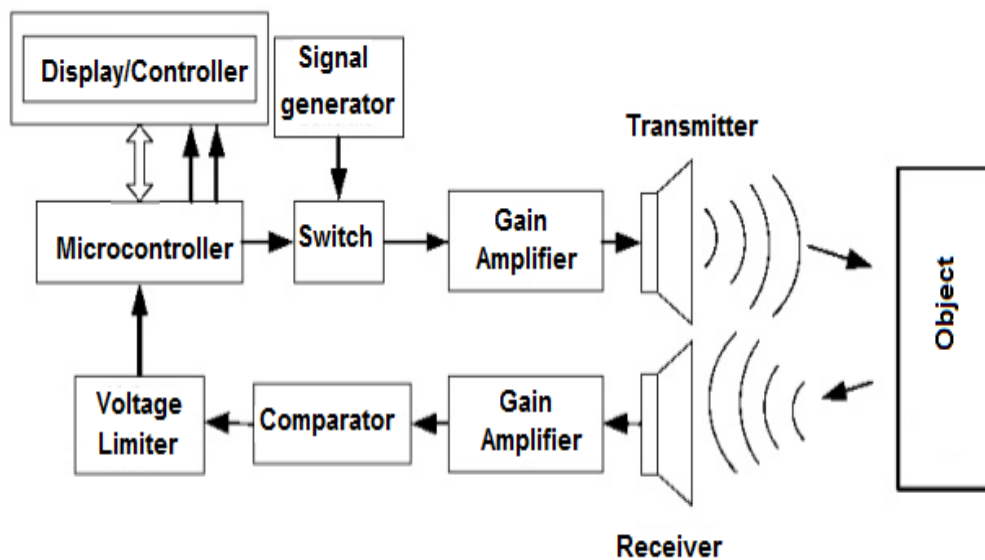 Display/Controller
Signal
generator
Transmitter
Microcontroller
Switch
Gain
Amplifier
Object
Voltage
Limiter
Comparator
Gain
Amplifier
Receiver